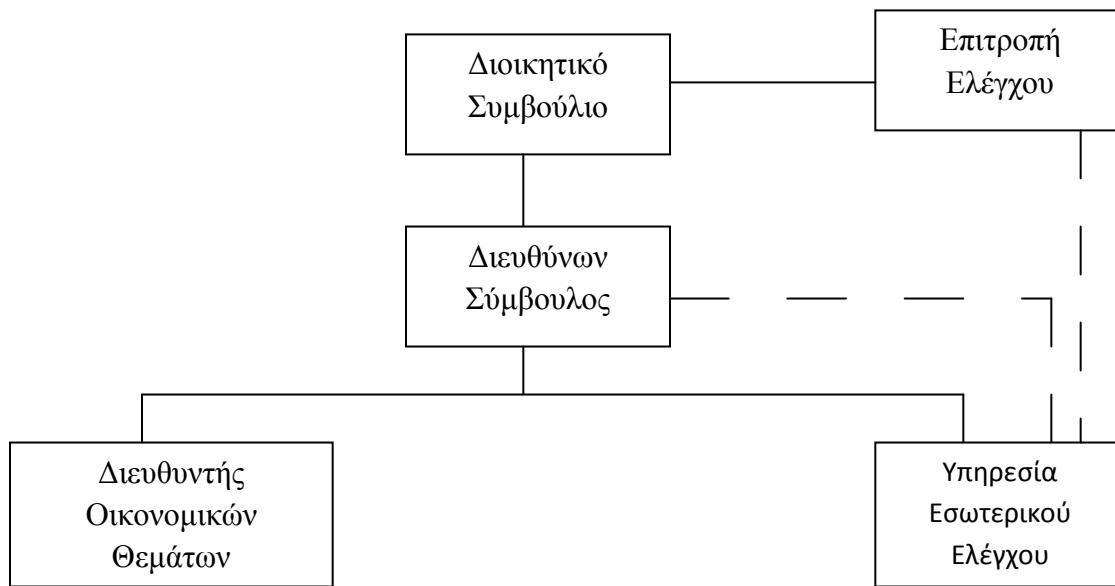 Διοικητικό
Συμβούλιο
Επιτροπή
Ελέγχου
Διευθύνων
Σύμβουλος
Διευθυντής
Οικονομικών
Θεμάτων
Υπηρεσία
Εσωτερικού
Ελέγχου